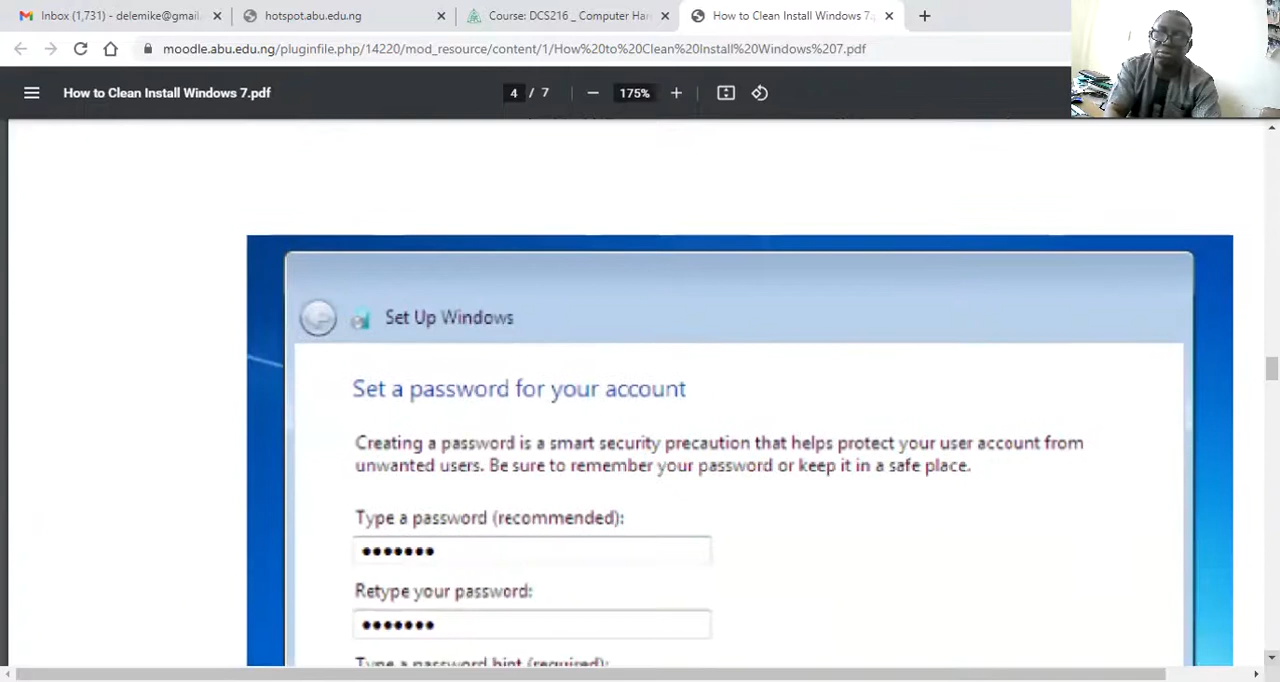 Inbox (1,731) - delemike@gmail.
hotspot.abu.edu.ng
Course: DCS216 _ Computer Har
How to Clean Install Windows 7.
moodle.abu.edu.ng/pluginfile.php/14220/mod_resource/content/1/How%20to%20Clean%20Install%20Windows%207.pdf
How to Clean Install Windows 7.pdf
4 / 7
175%
Set Up Windows
Set a password for your account
Creating a password is a smart security precaution that helps protect your user account from
unwanted users. Be sure to remember your password or keep it in a safe place.
Type a password (recommended):
Retype your password:
Type a password hint (required):